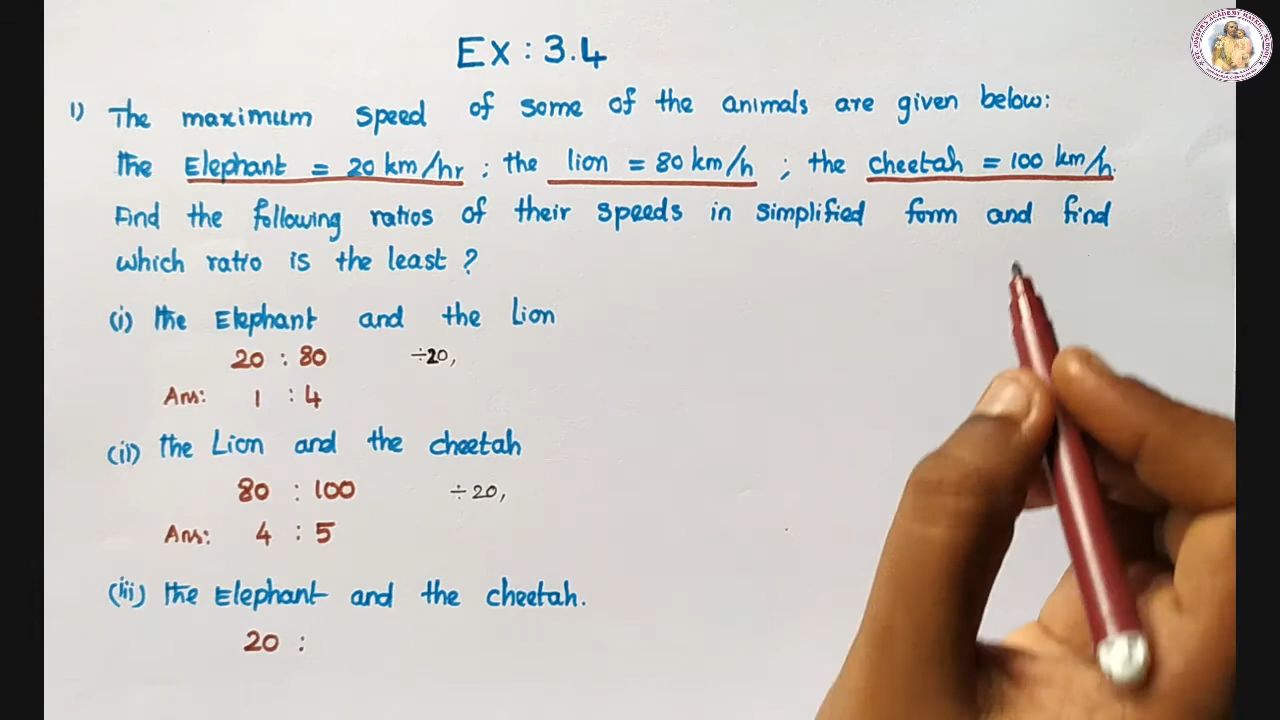 Ex : 3.4
1) The maximum speed of some of the animals are given below:
the Elephant = 20 km/hr ; the lion = 80 km/h ; the cheetah = 100 km/h.
Find the following ratios of their speeds in simplified form and find
which ratio is the least ?
(i) the Elephant and the Lion
20 : 80 ÷20,
Ans: 1 : 4
(ii) the Lion and the cheetah
80 : 100 ÷ 20,
Ans: 4 : 5
(iii) the Elephant and the cheetah.
20 :